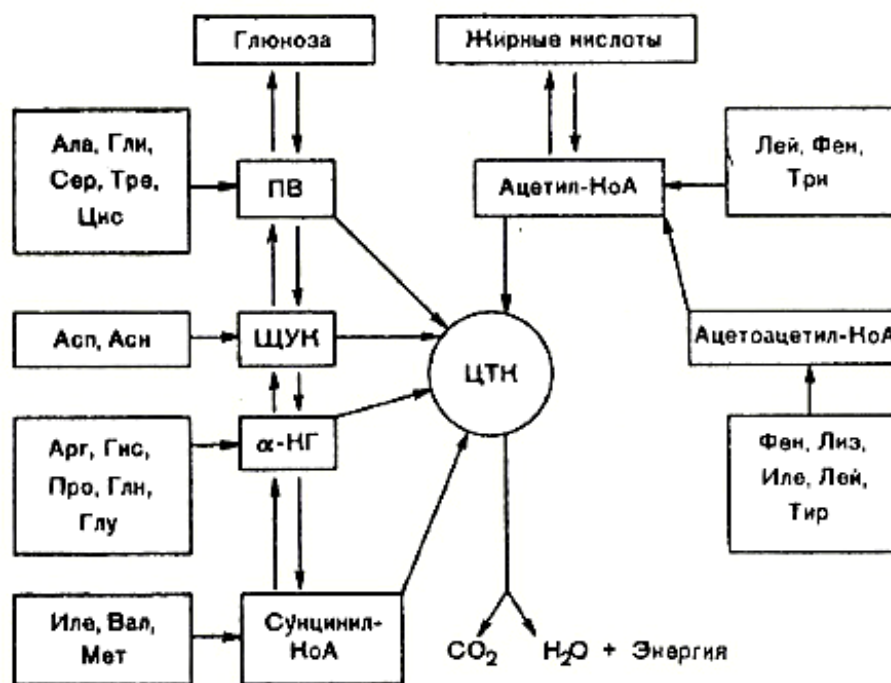 Глюкоза
Жирные кислоты
Ала, Гли,
Сер, Тре,
Цис
ПВ
Ацетил-КоА
Лей, Фен,
Три
Асп, Асн
ЩУК
ЦТК
Ацетоацетил-КоА
Арг, Гис,
Про, Глн,
Глу
α-КГ
Фен, Лиз,
Иле, Лей,
Тир
Иле, Вал,
Мет
Сукцинил-
КоА
CO₂
H₂O + Энергия